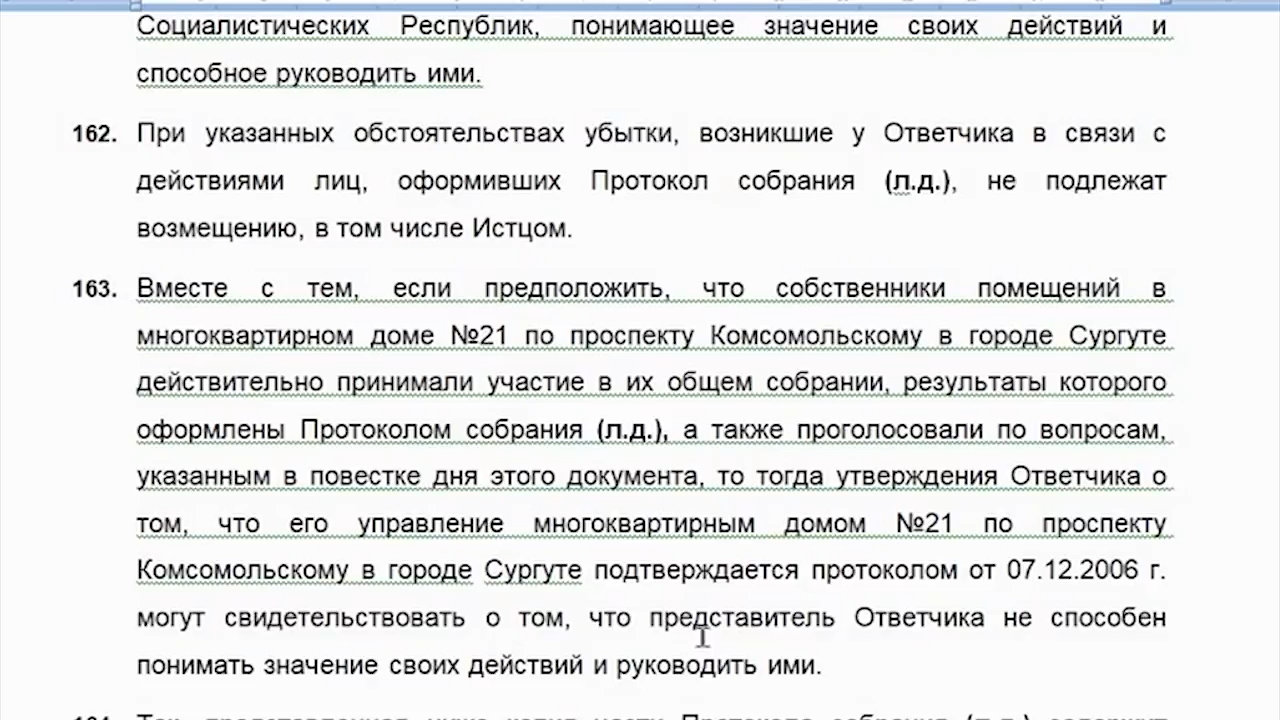 Социалистических Республик, понимающее значение своих действий и
способное руководить ими.
162. При указанных обстоятельствах убытки, возникшие у Ответчика в связи с
действиями лиц, оформивших Протокол собрания (л.д.), не подлежат
возмещению, в том числе Истцом.
163. Вместе с тем, если предположить, что собственники помещений в
многоквартирном доме №21 по проспекту Комсомольскому в городе Сургуте
действительно принимали участие в их общем собрании, результаты которого
оформлены Протоколом собрания (л.д.), а также проголосовали по вопросам,
указанным в повестке дня этого документа, то тогда утверждения Ответчика о
том, что его управление многоквартирным домом №21 по проспекту
Комсомольскому в городе Сургуте подтверждается протоколом от 07.12.2006 г.
могут свидетельствовать о том, что представитель Ответчика не способен
понимать значение своих действий и руководить ими.